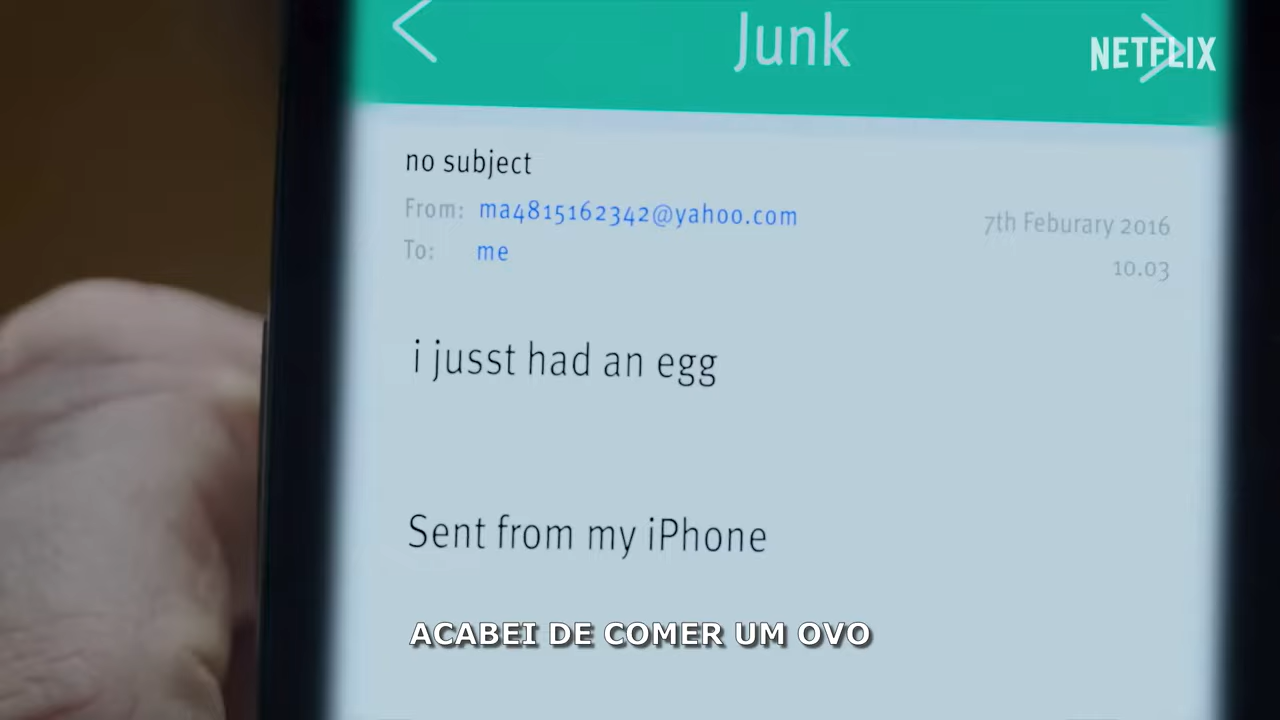 Junk
NETFLIX
no subject
From: ma4815162342@yahoo.com
7th Feburary 2016
To: me
10.03
i jusst had an egg
Sent from my iPhone
ACABEI DE COMER UM OVO